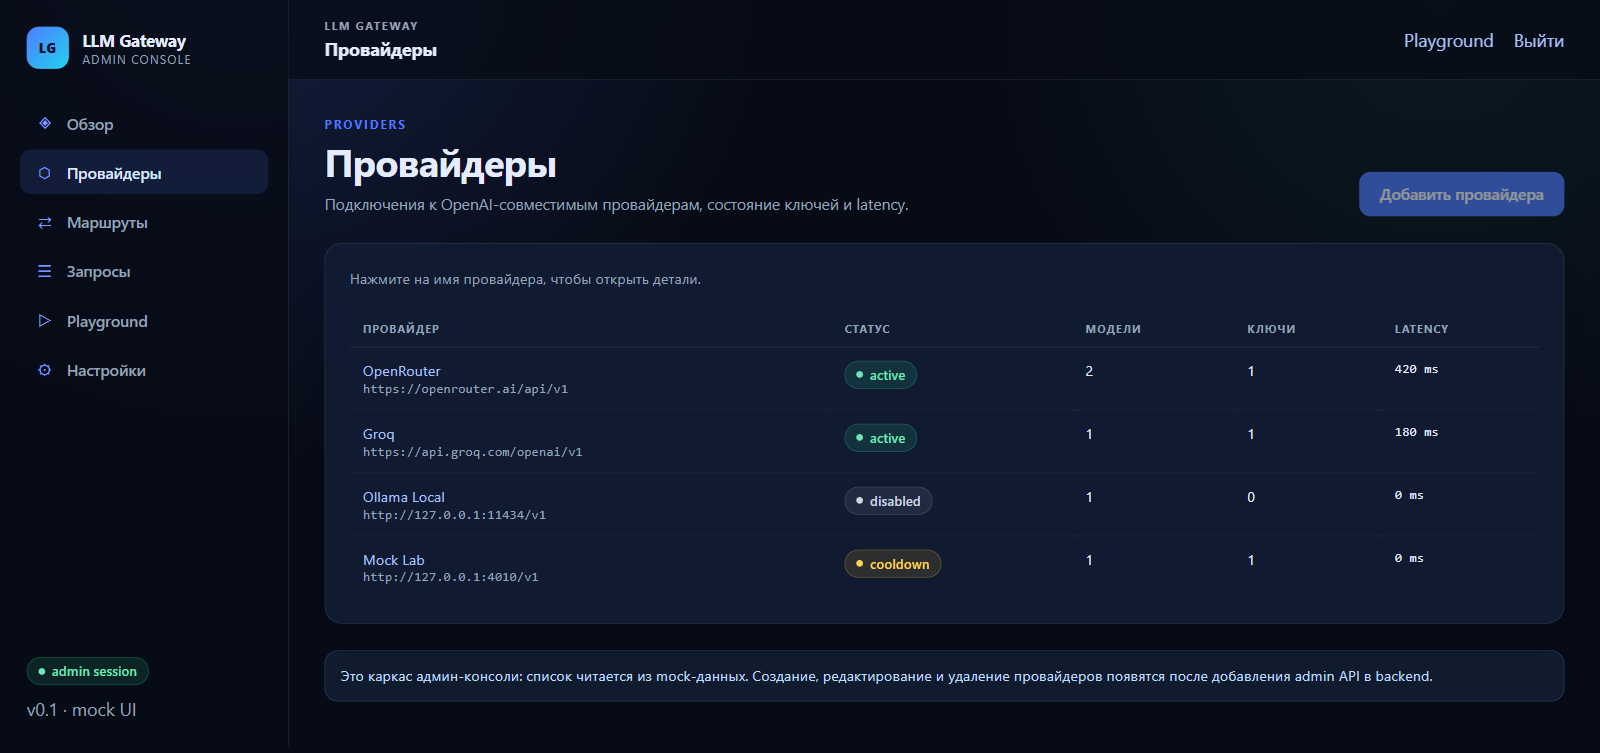 LG
LLM Gateway
ADMIN CONSOLE
Обзор
Провайдеры
Маршруты
Запросы
Playground
Настройки
admin session
v0.1 · mock UI
LLM GATEWAY
Провайдеры
Playground Выйти
PROVIDERS
Провайдеры
Подключения к OpenAI-совместимым провайдерам, состояние ключей и latency.
Добавить провайдера
Нажмите на имя провайдера, чтобы открыть детали.
ПРОВАЙДЕР СТАТУС МОДЕЛИ КЛЮЧИ LATENCY
OpenRouter active 2 1 420 ms
https://openrouter.ai/api/v1
Groq active 1 1 180 ms
https://api.groq.com/openai/v1
Ollama Local disabled 1 0 0 ms
http://127.0.0.1:11434/v1
Mock Lab cooldown 1 1 0 ms
http://127.0.0.1:4010/v1
Это каркас админ-консоли: список читается из mock-данных. Создание, редактирование и удаление провайдеров появятся после добавления admin API в backend.